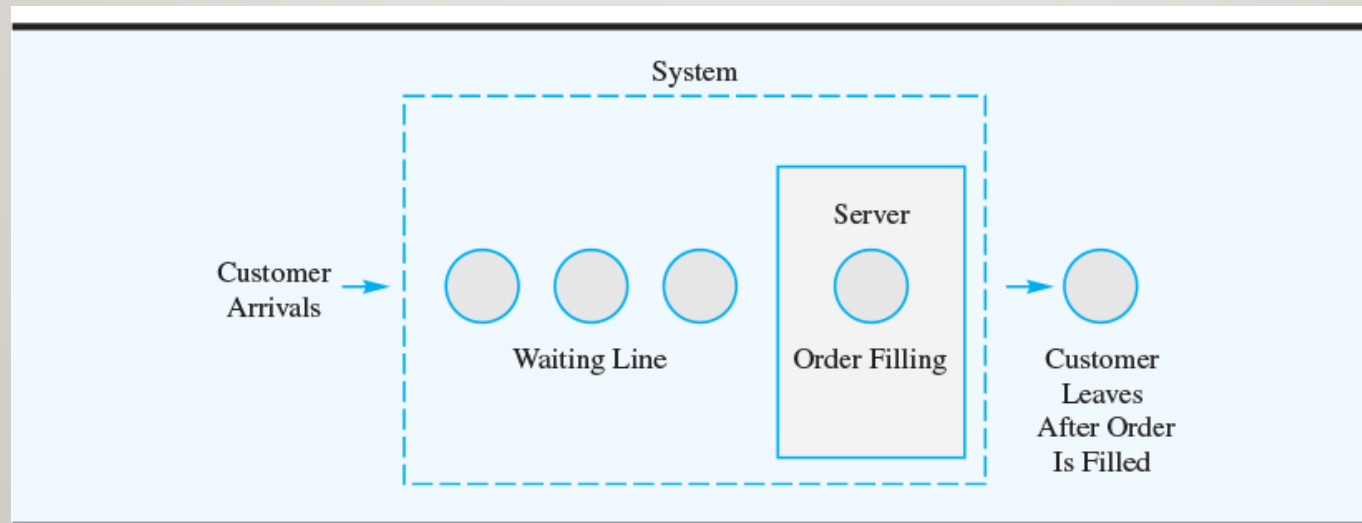 System
Server
Customer
Arrivals
Waiting Line
Order Filling
Customer
Leaves
After Order
Is Filled